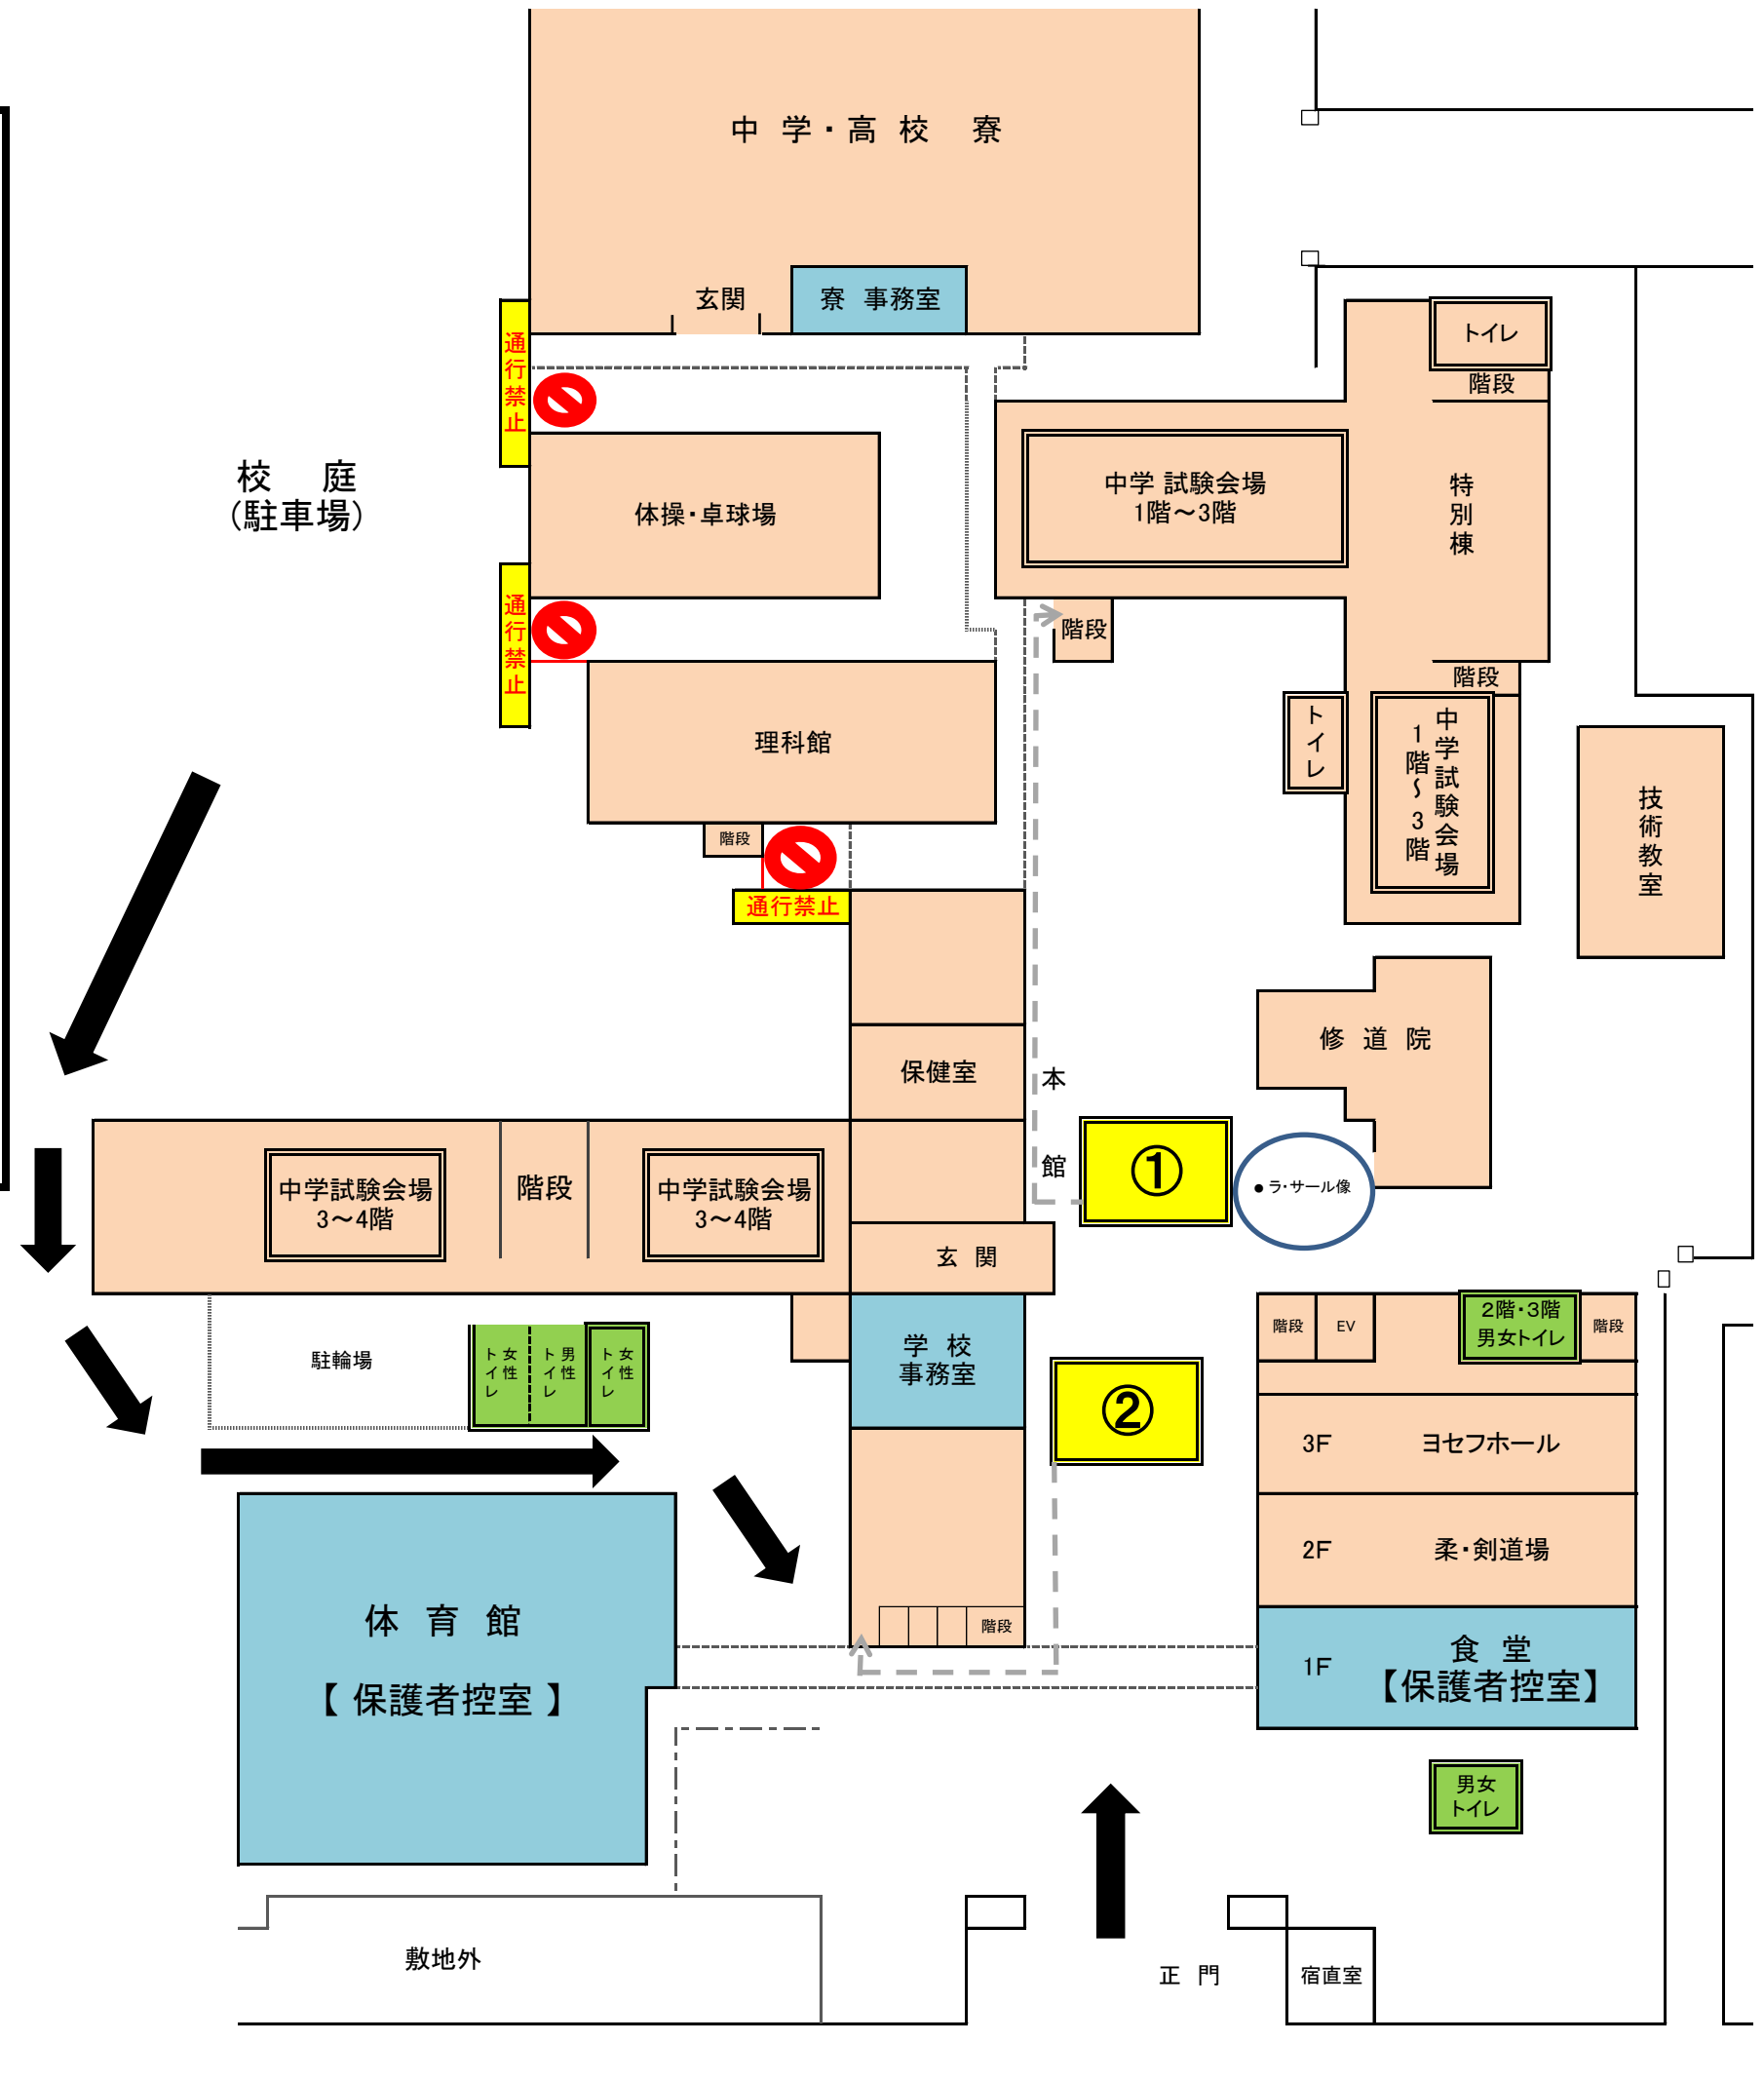 中 学・高 校 寮
玄関
寮 事務室
通行禁止
トイレ
階段
校 庭
（駐車場）
体操・卓球場
中学 試験会場
1階～3階
特別棟
通行禁止
階段
階段
理科館
トイレ
中学試験会場
1階～3階
技術教室
階段
通行禁止
修 道 院
保健室
本館
①
ラ・サール像
中学試験会場
3～4階
階段
中学試験会場
3～4階
玄 関
駐輪場
女性
トイレ
男性
トイレ
女性
トイレ
学 校
事務室
②
階段
EV
2階・3階
男女トイレ
階段
3F ヨセフホール
2F 柔・剣道場
階段
体 育 館
【 保護者控室 】
1F 食 堂
【保護者控室】
男女
トイレ
敷地外
正 門
宿直室